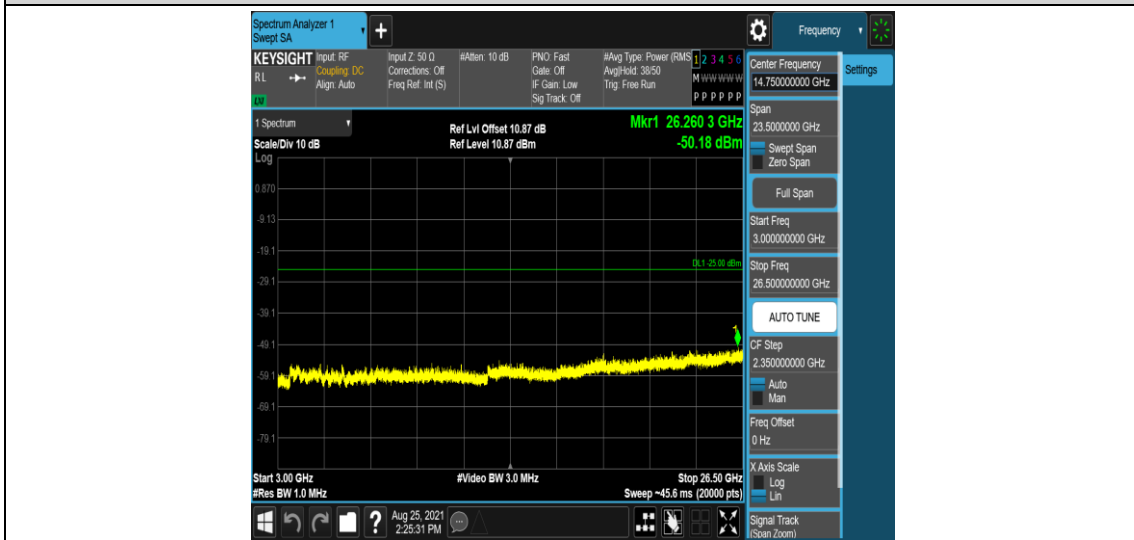 Spectrum Analyzer 1
Swept SA
+
Frequency
KEYSIGHT
RL
LXI
Input: RF
Coupling: DC
Align: Auto
Input Z: 50 Ω
Corrections: Off
Freq Ref: Int (S)
#Atten: 10 dB
PNO: Fast
Gate: Off
IF Gain: Low
Sig Track: Off
#Avg Type: Power (RMS
Avg|Hold: 38/50
Trig: Free Run
1 2 3 4 5 6
M W W W W W
P P P P P P
1 Spectrum
Scale/Div 10 dB
Ref Lvl Offset 10.87 dB
Ref Level 10.87 dBm
Mkr1 26.260 3 GHz
-50.18 dBm
Log
0.870
-9.13
-19.1
DL1 -25.00 dBm
-29.1
-39.1
1
-49.1
-59.1
-69.1
-79.1
Start 3.00 GHz
#Res BW 1.0 MHz
#Video BW 3.0 MHz
Stop 26.50 GHz
Sweep ~45.6 ms (20000 pts)
?
Aug 25, 2021
2:25:31 PM
Center Frequency
14.750000000 GHz
Settings
Span
23.5000000 GHz
Swept Span
Zero Span
Full Span
Start Freq
3.000000000 GHz
Stop Freq
26.500000000 GHz
AUTO TUNE
CF Step
2.350000000 GHz
Auto
Man
Freq Offset
0 Hz
X Axis Scale
Log
Lin
Signal Track
(Span Zoom)